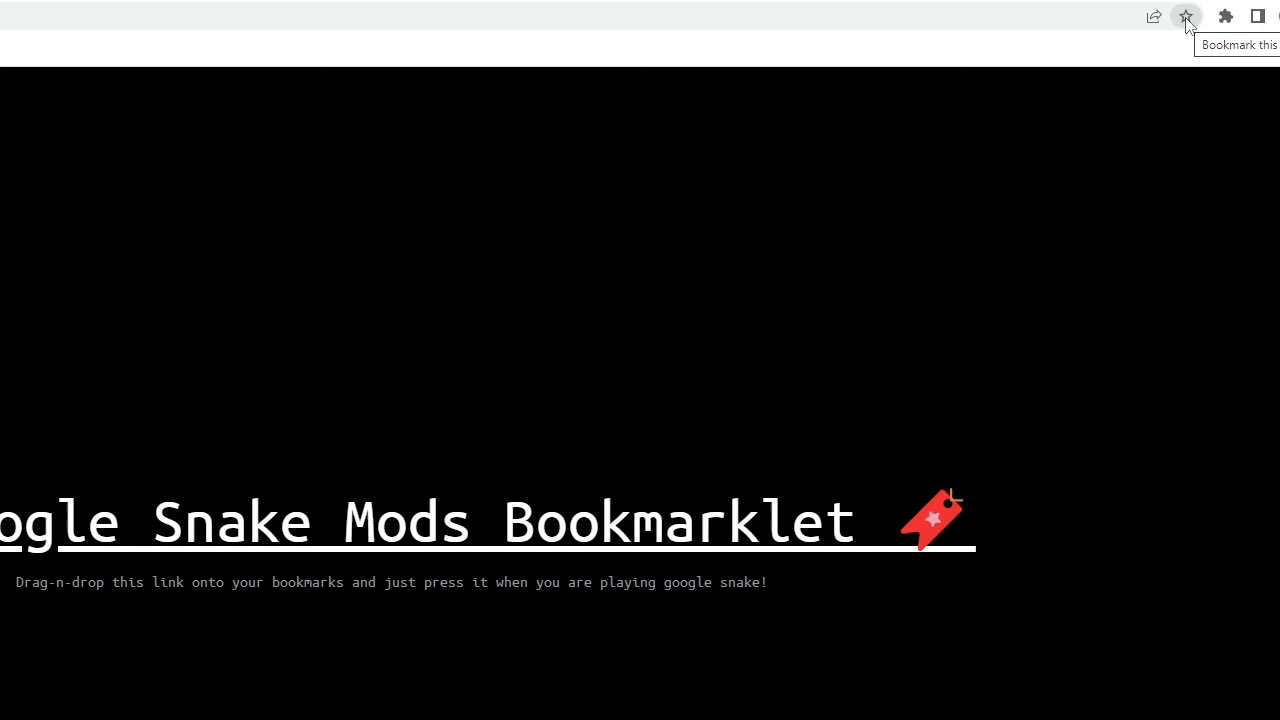 Bookmark this
ogle Snake Mods Bookmarklet
Drag-n-drop this link onto your bookmarks and just press it when you are playing google snake!